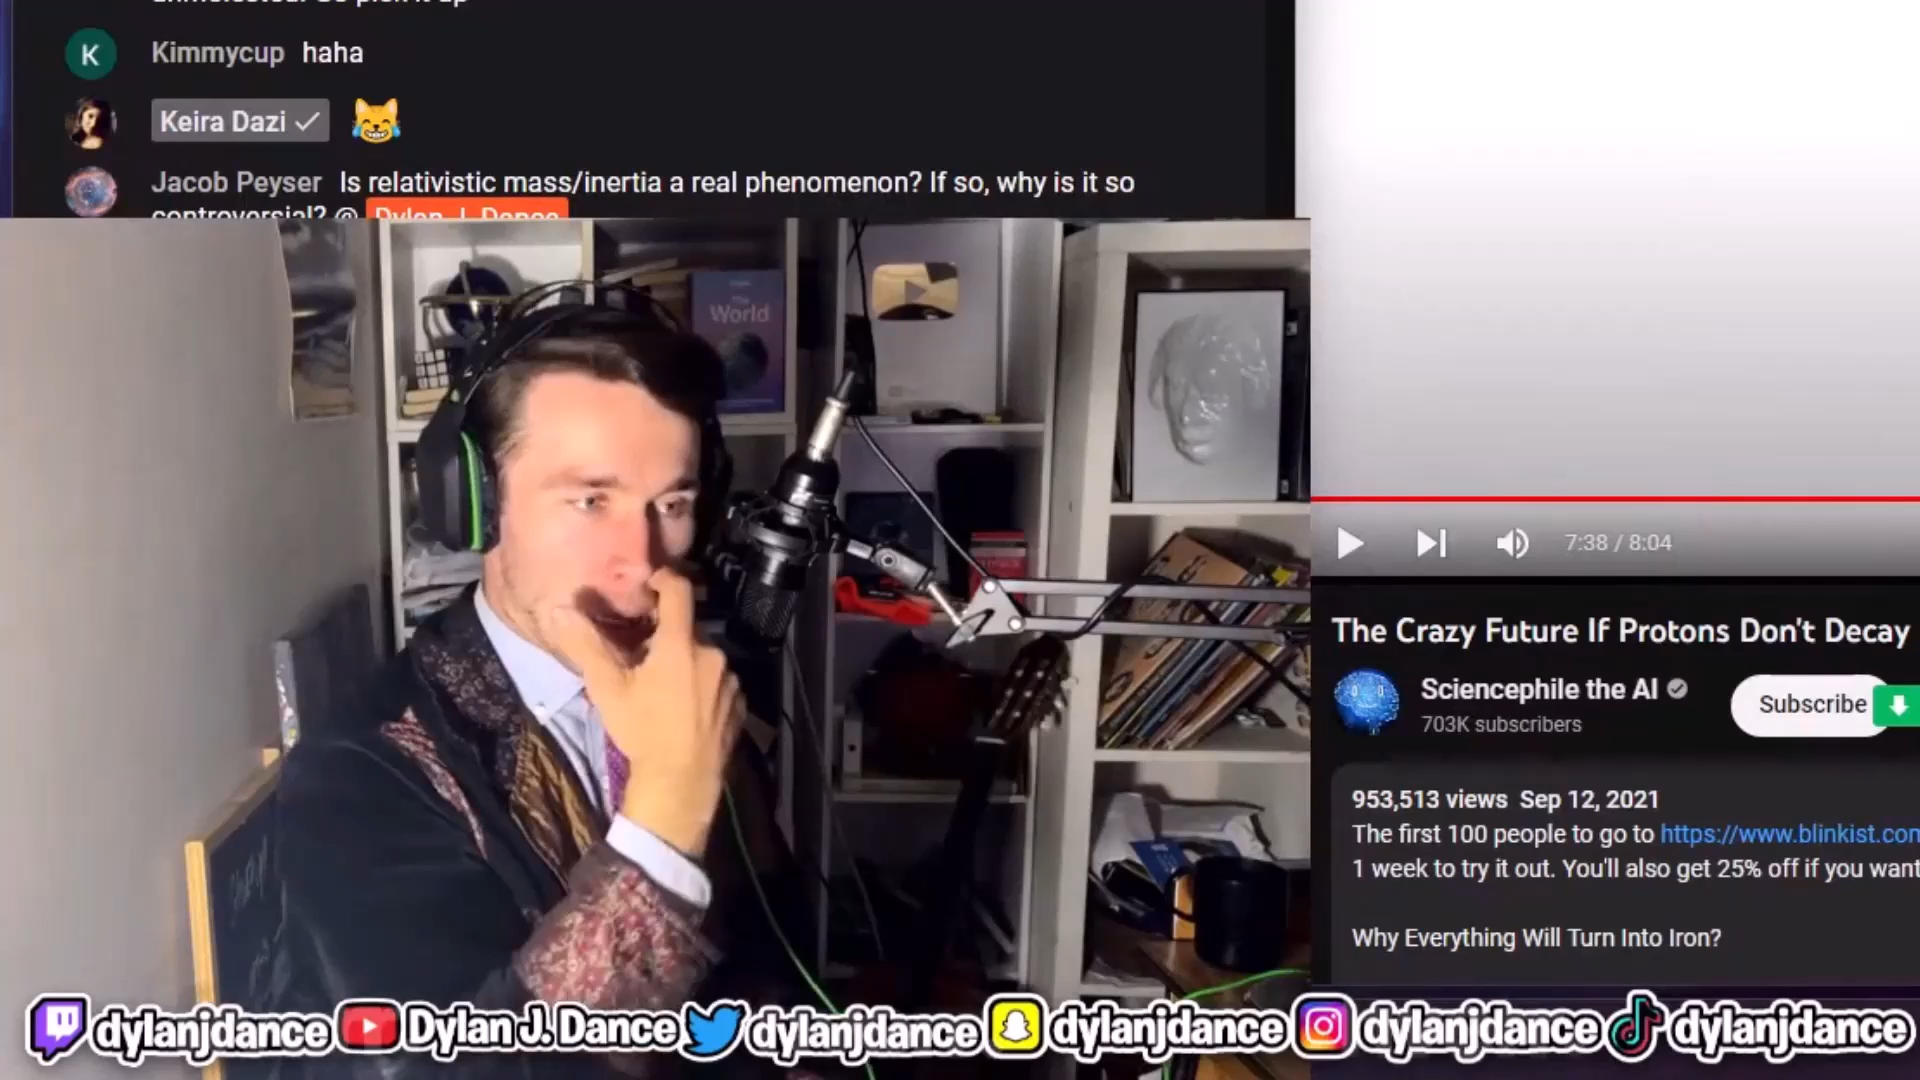 Kimmycup haha
Keira Dazi
Jacob Peyser Is relativistic mass/inertia a real phenomenon? If so, why is it so
controversial? @ Dylan J. Dance
The
World
7:38 / 8:04
The Crazy Future If Protons Don't Decay
Sciencephile the AI
703K subscribers
Subscribe
953,513 views Sep 12, 2021
The first 100 people to go to https://www.blinkist.com
1 week to try it out. You'll also get 25% off if you want
Why Everything Will Turn Into Iron?
dylanjdance Dylan J. Dance dylanjdance dylanjdance dylanjdance dylanjdance